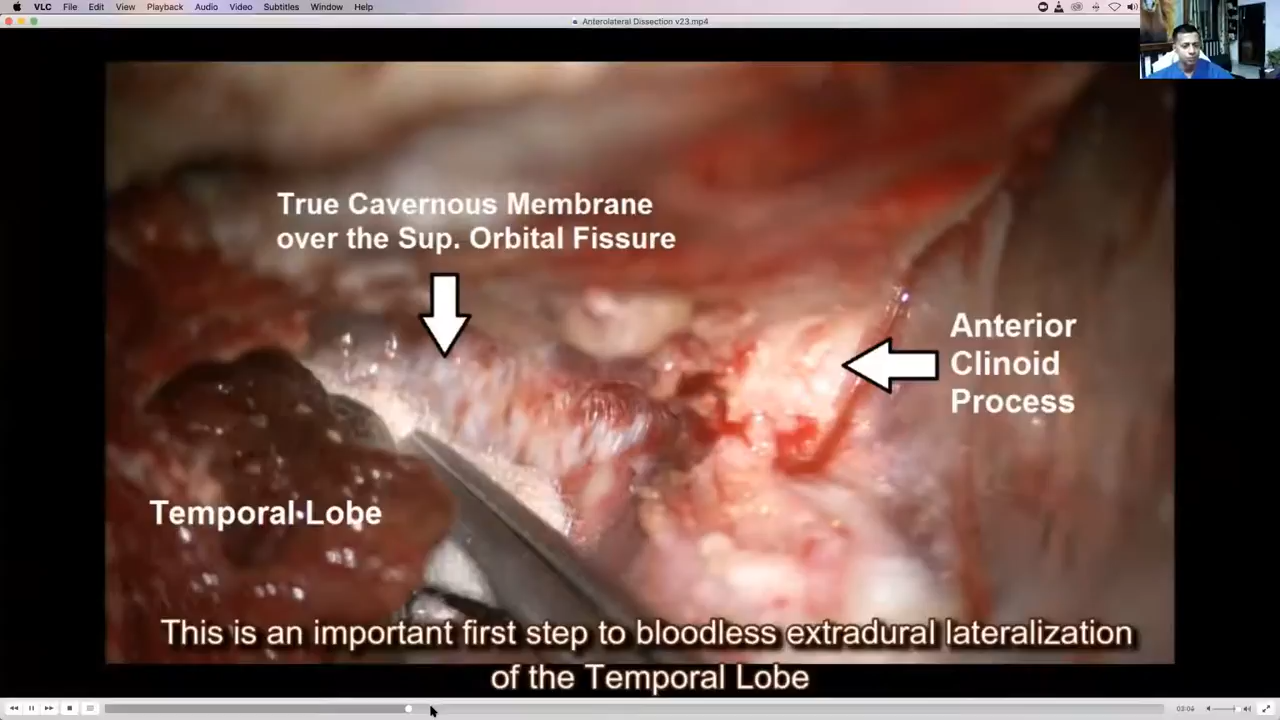 VLC File Edit View Playback Audio Video Subtitles Window Help
Anterolateral Dissection v23.mp4
True Cavernous Membrane
over the Sup. Orbital Fissure
Anterior
Clinoid
Process
Temporal Lobe
This is an important first step to bloodless extradural lateralization
of the Temporal Lobe